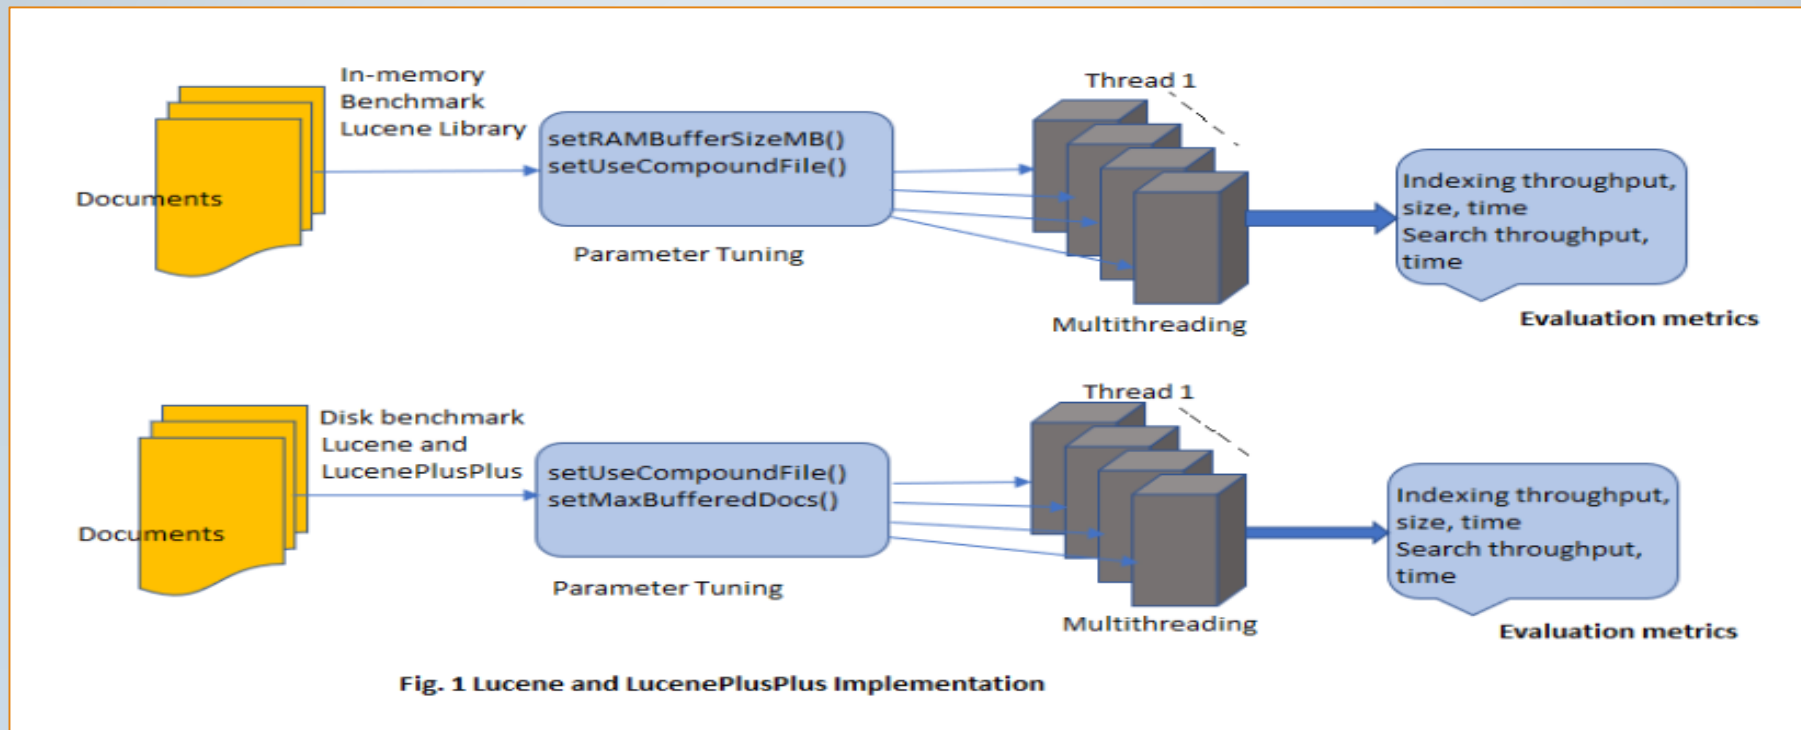 In-memory
Benchmark
Lucene Library
Documents
setRAMBufferSizeMB()
setUseCompoundFile()
Parameter Tuning
Thread 1
Multithreading
Indexing throughput,
size, time
Search throughput,
time
Evaluation metrics
Disk benchmark
Lucene and
LucenePlusPlus
Documents
setUseCompoundFile()
setMaxBufferedDocs()
Parameter Tuning
Thread 1
Multithreading
Indexing throughput,
size, time
Search throughput,
time
Evaluation metrics
Fig. 1 Lucene and LucenePlusPlus Implementation